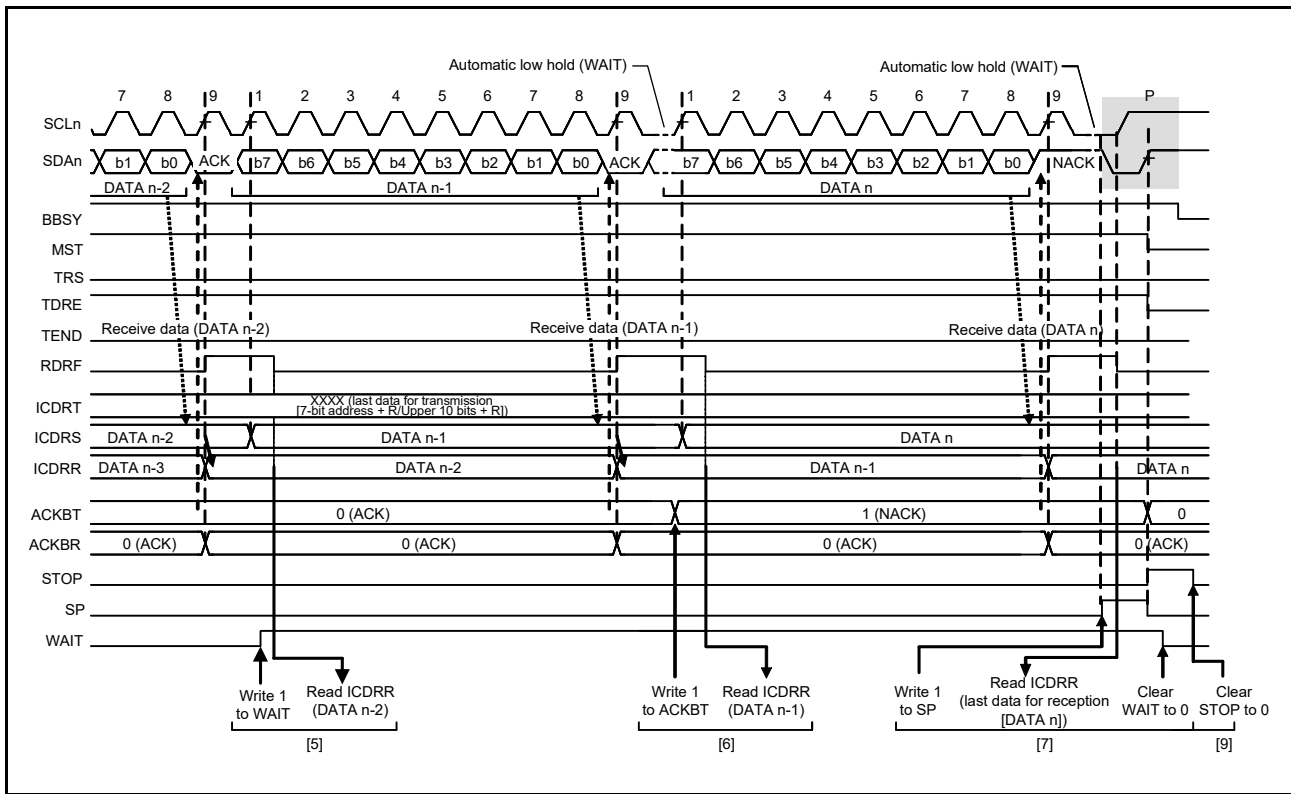 Automatic low hold (WAIT)
Automatic low hold (WAIT)
7 8 9 1 2 3 4 5 6 7 8 9 1 2 3 4 5 6 7 8 9 P
SCLn
SDAn b1 b0 ACK b7 b6 b5 b4 b3 b2 b1 b0 ACK b7 b6 b5 b4 b3 b2 b1 b0 NACK
DATA n-2 DATA n-1 DATA n
BBSY
MST
TRS
TDRE
TEND
Receive data (DATA n-2) Receive data (DATA n-1) Receive data (DATA n)
RDRF
XXXX (last data for transmission
ICDRT
[7-bit address + R/Upper 10 bits + R])
ICDRS DATA n-2 DATA n-1 DATA n
ICDRR DATA n-3 DATA n-2 DATA n-1 DATA n
ACKBT 0 (ACK) 1 (NACK) 0
ACKBR 0 (ACK) 0 (ACK) 0 (ACK) 0 (ACK)
STOP
SP
WAIT
Write 1
to WAIT
Read ICDRR
(DATA n-2)
Write 1
to ACKBT
Read ICDRR
(DATA n-1)
Write 1
to SP
Read ICDRR
(last data for reception
[DATA n])
Clear
WAIT to 0
Clear
STOP to 0
[5] [6] [7] [9]